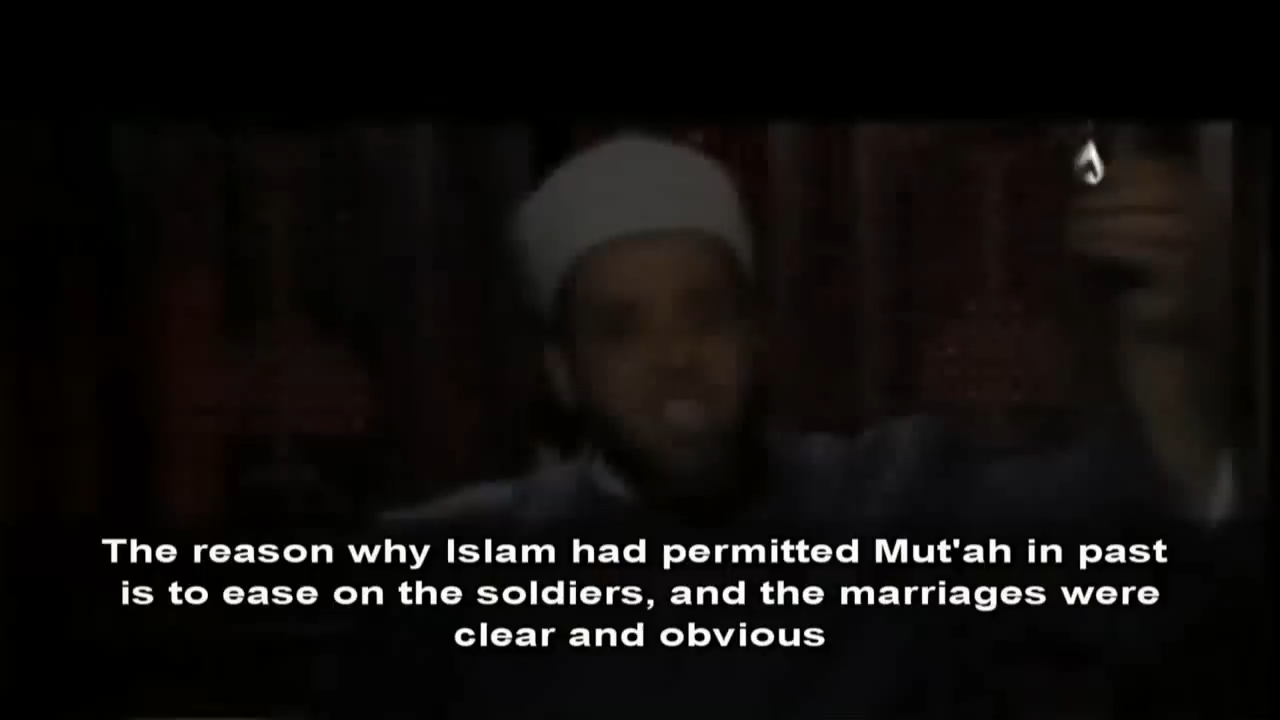 The reason why Islam had permitted Mut'ah in past
is to ease on the soldiers, and the marriages were
clear and obvious